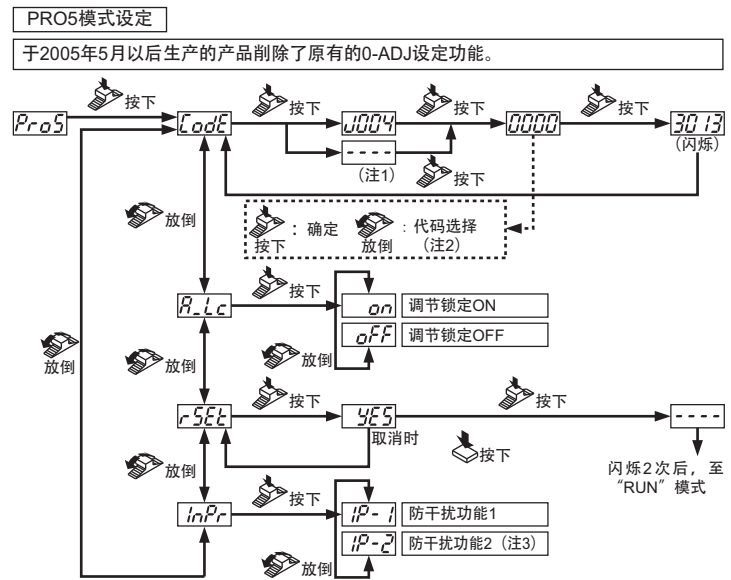 PRO5模式设定
于2005年5月以后生产的产品削除了原有的0-ADJ设定功能。
按下 按下 按下 按下
Pro5 CodE J004 0000 3013
----
(注1) (闪烁)
按下
放倒
按下 : 确定 放倒 : 代码选择 (注2)
按下
A_Lc on 调节锁定ON
oFF 调节锁定OFF
放倒 放倒 放倒
按下 按下
rSEt YES ----
取消时
按下
放倒
闪烁2次后，至
“RUN”模式
按下
InPr IP-1 防干扰功能1
IP-2 防干扰功能2（注3）
放倒